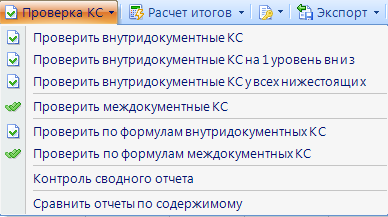 Проверка КС Расчет итогов Экспорт
Проверить внутридокументные КС
Проверить внутридокументные КС на 1 уровень вниз
Проверить внутридокументные КС у всех нижестоящих
Проверить междокументные КС
Проверить по формулам внутридокументных КС
Проверить по формулам междокументных КС
Контроль сводного отчета
Сравнить отчеты по содержимому